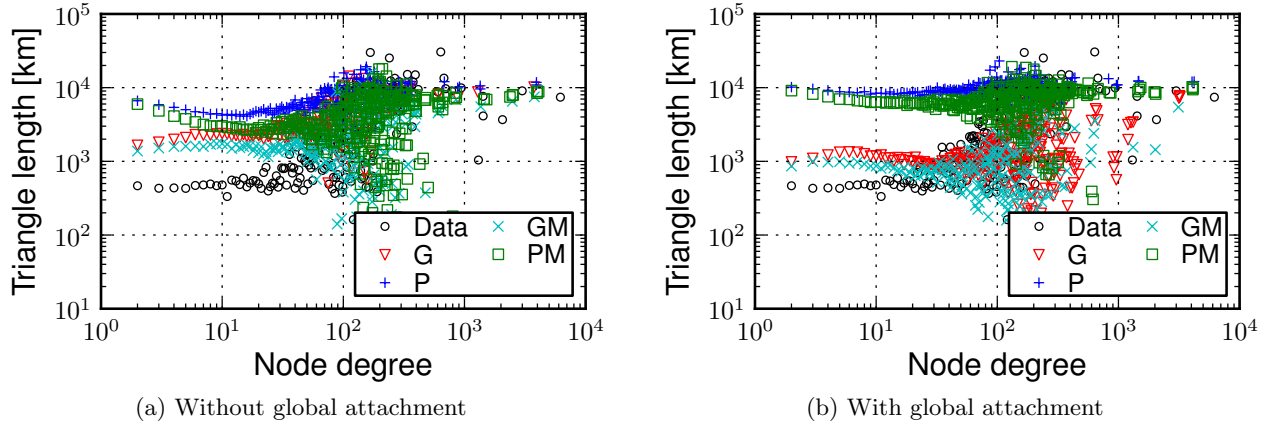 10^5
10^4
10^3
10^2
10^1
Triangle length [km]
Data
G
P
GM
PM
10^0
10^1
10^2
10^3
10^4
Node degree
(a) Without global attachment
10^5
10^4
10^3
10^2
10^1
Triangle length [km]
Data
G
P
GM
PM
10^0
10^1
10^2
10^3
10^4
Node degree
(b) With global attachment